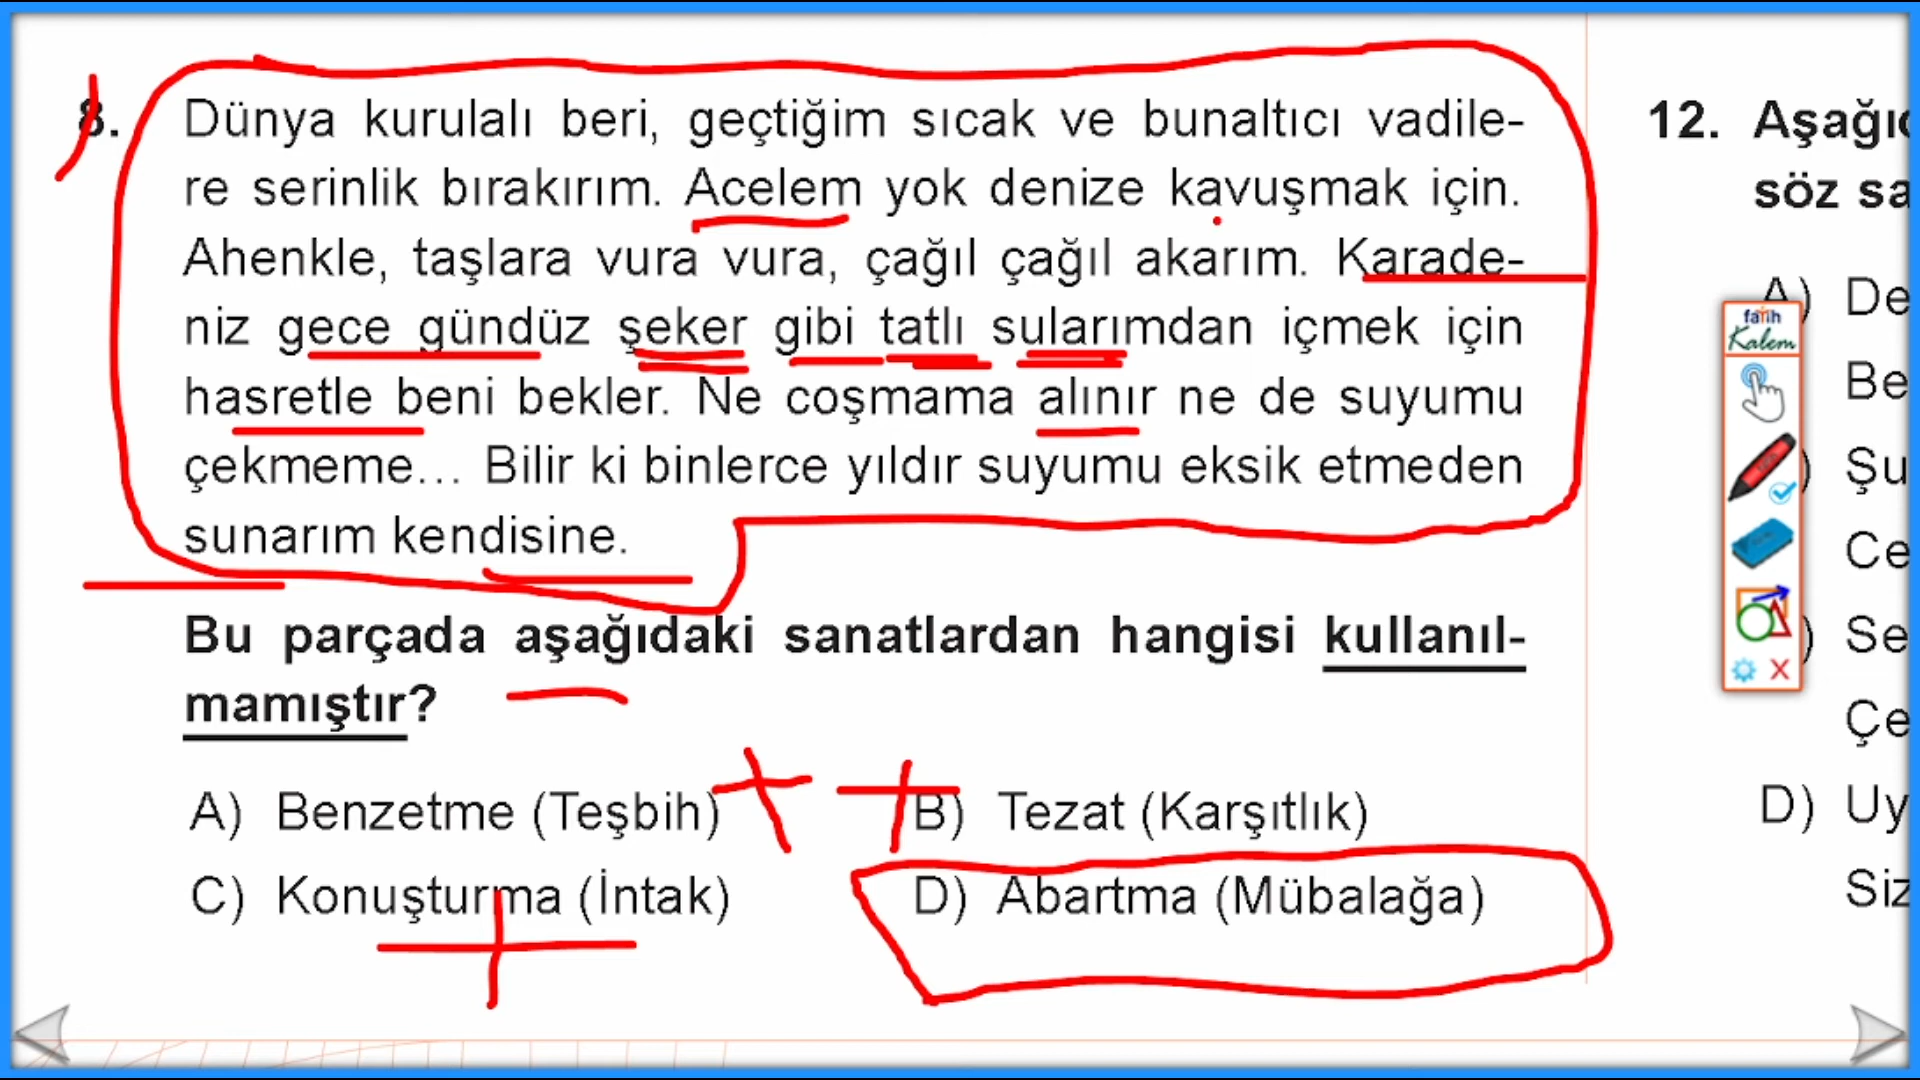 8. Dünya kurulalı beri, geçtiğim sıcak ve bunaltıcı vadile-
re serinlik bırakırım. Acelem yok denize kavuşmak için.
Ahenkle, taşlara vura vura, çağıl çağıl akarım. Karade-
niz gece gündüz şeker gibi tatlı sularımdan içmek için
hasretle beni bekler. Ne coşmama alınır ne de suyumu
çekmeme... Bilir ki binlerce yıldır suyumu eksik etmeden
sunarım kendisine.
Bu parçada aşağıdaki sanatlardan hangisi kullanıl-
mamıştır?
A) Benzetme (Teşbih) B) Tezat (Karşıtlık)
C) Konuşturma (İntak) D) Abartma (Mübalağa)
12. Aşağıd
söz sa
A) De
Be
) Şu
Ce
) Se
Çe
D) Uy
Siz
fatih
Kalem